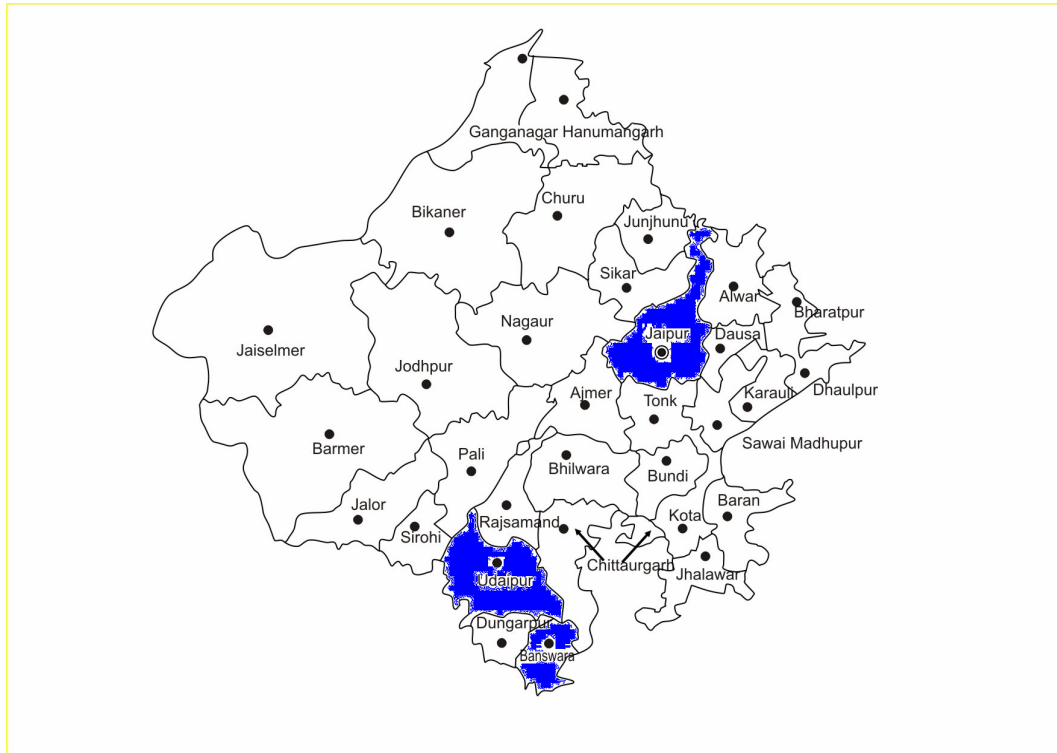 Ganganagar Hanumangarh
Churu
Bikaner
Junjhunu
Sikar
Alwar
Bharatpur
Nagaur
Jaipur
Dausa
Jaiselmer
Jodhpur
Ajmer
Tonk
Karauli
Dhaulpur
Barmer
Sawai Madhupur
Pali
Bhilwara
Bundi
Jalor
Baran
Sirohi
Rajsamand
Kota
Chittaurgarh
Udaipur
Jhalawar
Dungarpur
Banswara